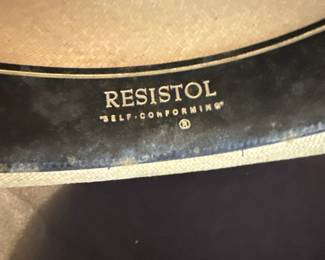 RESISTOL
"SELF-CONFORMING"
®